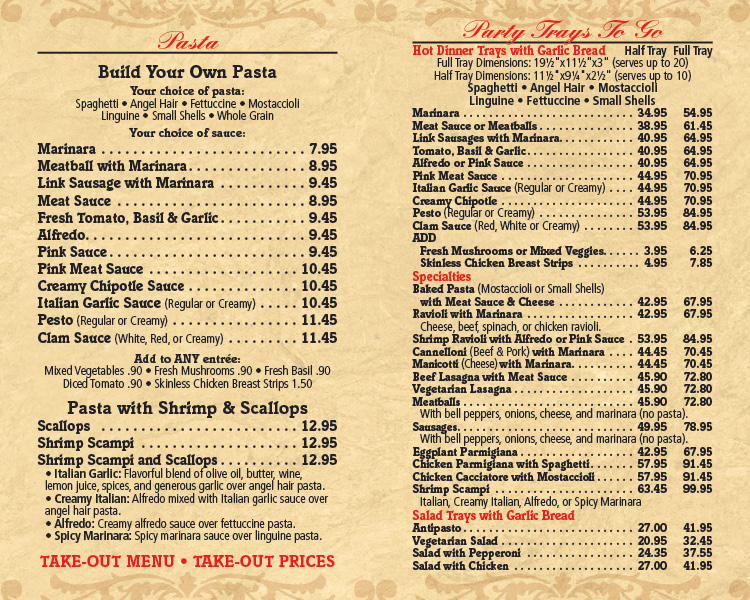 Pasta
Build Your Own Pasta
Your choice of pasta:
Spaghetti • Angel Hair • Fettuccine • Mostaccioli
Linguine • Small Shells • Whole Grain
Your choice of sauce:
Marinara . . . . . . . . . . . . . . . . . . . . . . . . . . . . 7.95
Meatball with Marinara. . . . . . . . . . . . . . . . 8.95
Link Sausage with Marinara . . . . . . . . . . . . 9.45
Meat Sauce . . . . . . . . . . . . . . . . . . . . . . . . . . 8.95
Fresh Tomato, Basil & Garlic. . . . . . . . . . . . 9.45
Alfredo. . . . . . . . . . . . . . . . . . . . . . . . . . . . . . 9.45
Pink Sauce . . . . . . . . . . . . . . . . . . . . . . . . . . . 9.45
Pink Meat Sauce . . . . . . . . . . . . . . . . . . . . 10.45
Creamy Chipotle Sauce . . . . . . . . . . . . . . . 10.45
Italian Garlic Sauce (Regular or Creamy) . . . . . 10.45
Pesto (Regular or Creamy) . . . . . . . . . . . . . . . . . 11.45
Clam Sauce (White, Red, or Creamy) . . . . . . . . . . 11.45
Add to ANY entrée:
Mixed Vegetables .90 • Fresh Mushrooms .90 • Fresh Basil .90
Diced Tomato .90 • Skinless Chicken Breast Strips 1.50
Pasta with Shrimp & Scallops
Scallops . . . . . . . . . . . . . . . . . . . . . . . . . . . 12.95
Shrimp Scampi . . . . . . . . . . . . . . . . . . . . . 12.95
Shrimp Scampi and Scallops . . . . . . . . . . 12.95
• Italian Garlic: Flavorful blend of olive oil, butter, wine,
lemon juice, spices, and generous garlic over angel hair pasta.
• Creamy Italian: Alfredo mixed with Italian garlic sauce over
angel hair pasta.
• Alfredo: Creamy alfredo sauce over fettuccine pasta.
• Spicy Marinara: Spicy marinara sauce over linguine pasta.
TAKE-OUT MENU • TAKE-OUT PRICES
Party Trays To Go
Hot Dinner Trays with Garlic Bread Half Tray Full Tray
Full Tray Dimensions: 19½"x11½"x3" (serves up to 20)
Half Tray Dimensions: 11½"x9¼"x2½" (serves up to 10)
Spaghetti • Angel Hair • Mostaccioli
Linguine • Fettuccine • Small Shells
Marinara . . . . . . . . . . . . . . . . . . . . . . . . . . 34.95 54.95
Meat Sauce or Meatballs . . . . . . . . . . . . . . 38.95 61.45
Link Sausages with Marinara. . . . . . . . . . . 40.95 64.95
Tomato, Basil & Garlic. . . . . . . . . . . . . . . . 40.95 64.95
Alfredo or Pink Sauce . . . . . . . . . . . . . . . . 40.95 64.95
Pink Meat Sauce . . . . . . . . . . . . . . . . . . . . 44.95 70.95
Italian Garlic Sauce (Regular or Creamy) . . . . 44.95 70.95
Creamy Chipotle . . . . . . . . . . . . . . . . . . . . 44.95 70.95
Pesto (Regular or Creamy) . . . . . . . . . . . . . . 53.95 84.95
Clam Sauce (Red, White or Creamy) . . . . . . . . 53.95 84.95
ADD
Fresh Mushrooms or Mixed Veggies. . . . . . 3.95 6.25
Skinless Chicken Breast Strips . . . . . . . . . . 4.95 7.85
Specialties
Baked Pasta (Mostaccioli or Small Shells)
with Meat Sauce & Cheese . . . . . . . . . . . . 42.95 67.95
Ravioli with Marinara . . . . . . . . . . . . . . . . 42.95 67.95
Cheese, beef, spinach, or chicken ravioli.
Shrimp Ravioli with Alfredo or Pink Sauce . 53.95 84.95
Cannelloni (Beef & Pork) with Marinara . . . . 44.45 70.45
Manicotti (Cheese) with Marinara. . . . . . . . . 44.45 70.45
Beef Lasagna with Meat Sauce . . . . . . . . . . 45.90 72.80
Vegetarian Lasagna. . . . . . . . . . . . . . . . . . 45.90 72.80
Meatballs . . . . . . . . . . . . . . . . . . . . . . . . . 45.90 72.80
With bell peppers, onions, cheese, and marinara (no pasta).
Sausages. . . . . . . . . . . . . . . . . . . . . . . . . . 49.95 78.95
With bell peppers, onions, cheese, and marinara (no pasta).
Eggplant Parmigiana . . . . . . . . . . . . . . . . . 42.95 67.95
Chicken Parmigiana with Spaghetti. . . . . . . 57.95 91.45
Chicken Cacciatore with Mostaccioli . . . . . . 57.95 91.45
Shrimp Scampi . . . . . . . . . . . . . . . . . . . . . 63.45 99.95
Italian, Creamy Italian, Alfredo, or Spicy Marinara
Salad Trays with Garlic Bread
Antipasto . . . . . . . . . . . . . . . . . . . . . . . . . 27.00 41.95
Vegetarian Salad . . . . . . . . . . . . . . . . . . . . 20.95 32.45
Salad with Pepperoni . . . . . . . . . . . . . . . . 24.35 37.55
Salad with Chicken . . . . . . . . . . . . . . . . . . 27.00 41.95